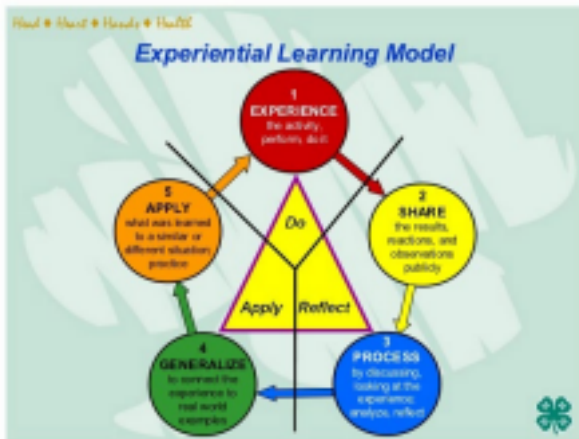 Head ♦ Heart ♦ Hands ♦ Health
Experiential Learning Model
1
EXPERIENCE
the activity,
perform, do it
2
SHARE
the results,
reactions, and
observations
publicly
3
PROCESS
by discussing,
looking at the
experience;
analyze, reflect
4
GENERALIZE
to connect the
experience to
real world
examples
5
APPLY
what was learned
to a similar or
different situation;
practice
Do
Apply
Reflect